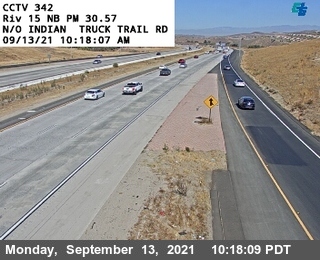 CCTV 342
Riv 15 NB PM 30.57
N/O INDIAN TRUCK TRAIL RD
09/13/21 10:18:07 AM
Monday, September 13, 2021 10:18:09 PDT